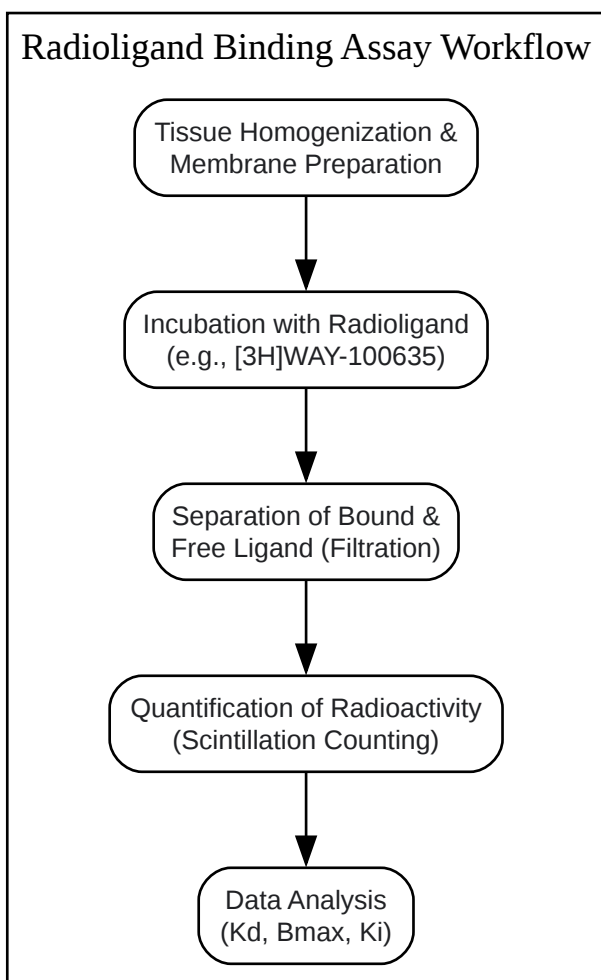 Radioligand Binding Assay Workflow
Tissue Homogenization &
Membrane Preparation
Incubation with Radioligand
(e.g., [3H]WAY-100635)
Separation of Bound &
Free Ligand (Filtration)
Quantification of Radioactivity
(Scintillation Counting)
Data Analysis
(Kd, Bmax, Ki)